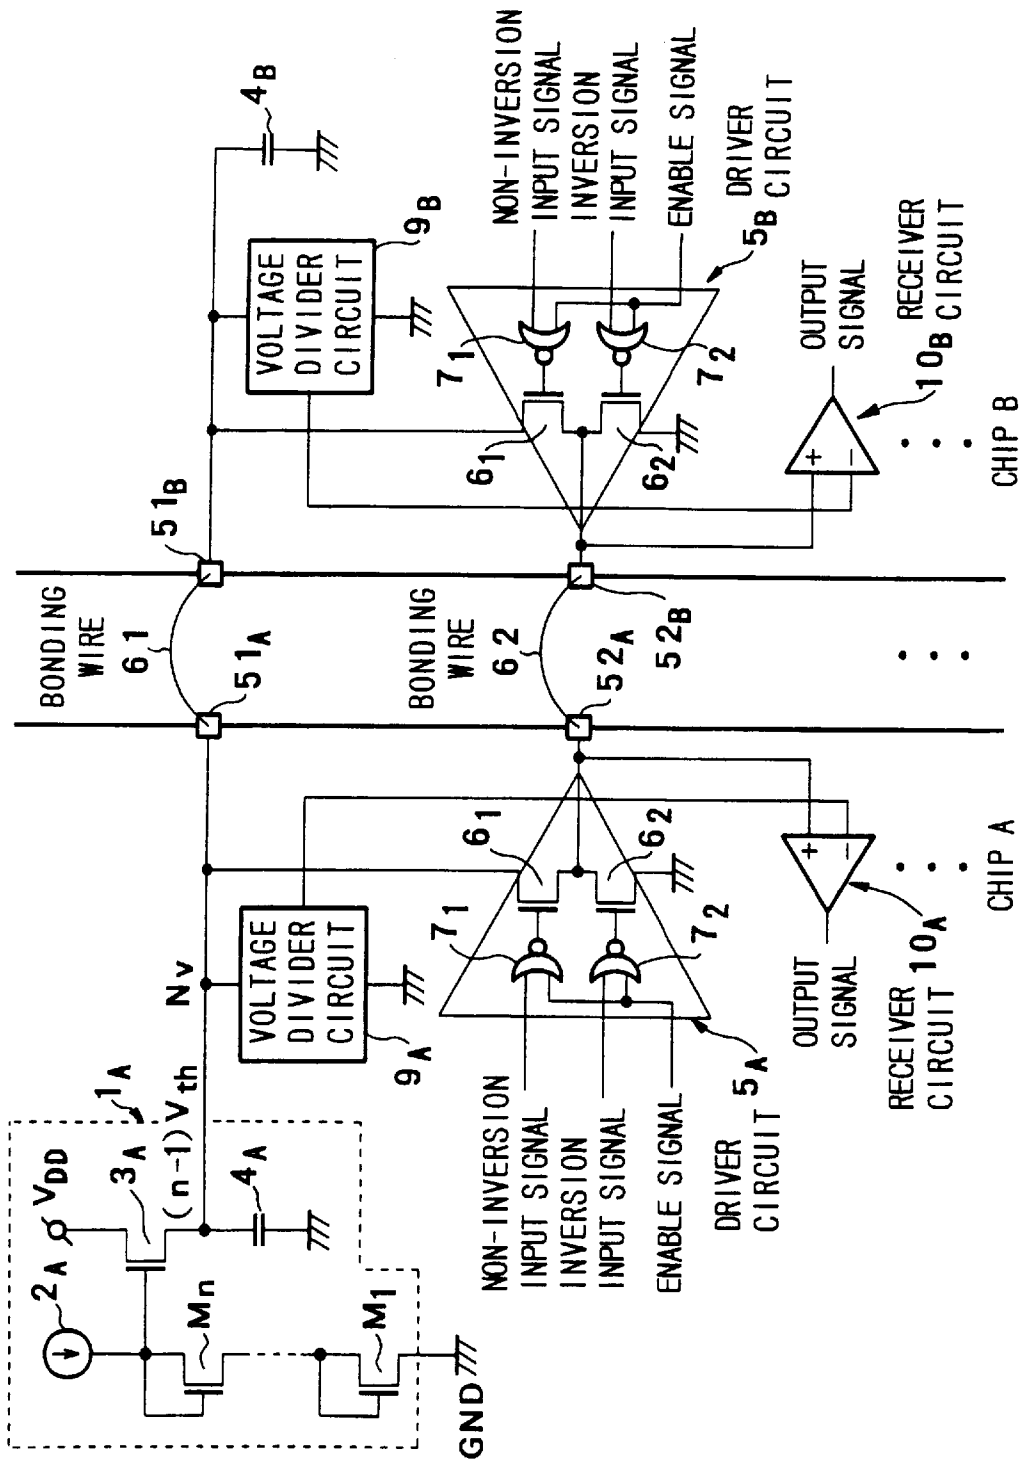 1A
2A
VDD
3A
(n-1)Vth
4A
Mn
M1
GND
NV
VOLTAGE
DIVIDER
CIRCUIT
9A
NON-INVERSION
INPUT SIGNAL
INVERSION
INPUT SIGNAL
ENABLE SIGNAL
DRIVER
CIRCUIT
5A
71
72
61
62
OUTPUT
SIGNAL
RECEIVER
CIRCUIT
10A
+
−
CHIP A
51A
52A
BONDING
WIRE
61
BONDING
WIRE
62
51B
52B
4B
VOLTAGE
DIVIDER
CIRCUIT
9B
NON-INVERSION
INPUT SIGNAL
INVERSION
INPUT SIGNAL
ENABLE SIGNAL
DRIVER
CIRCUIT
5B
71
72
61
62
OUTPUT
SIGNAL
RECEIVER
CIRCUIT
10B
+
−
CHIP B